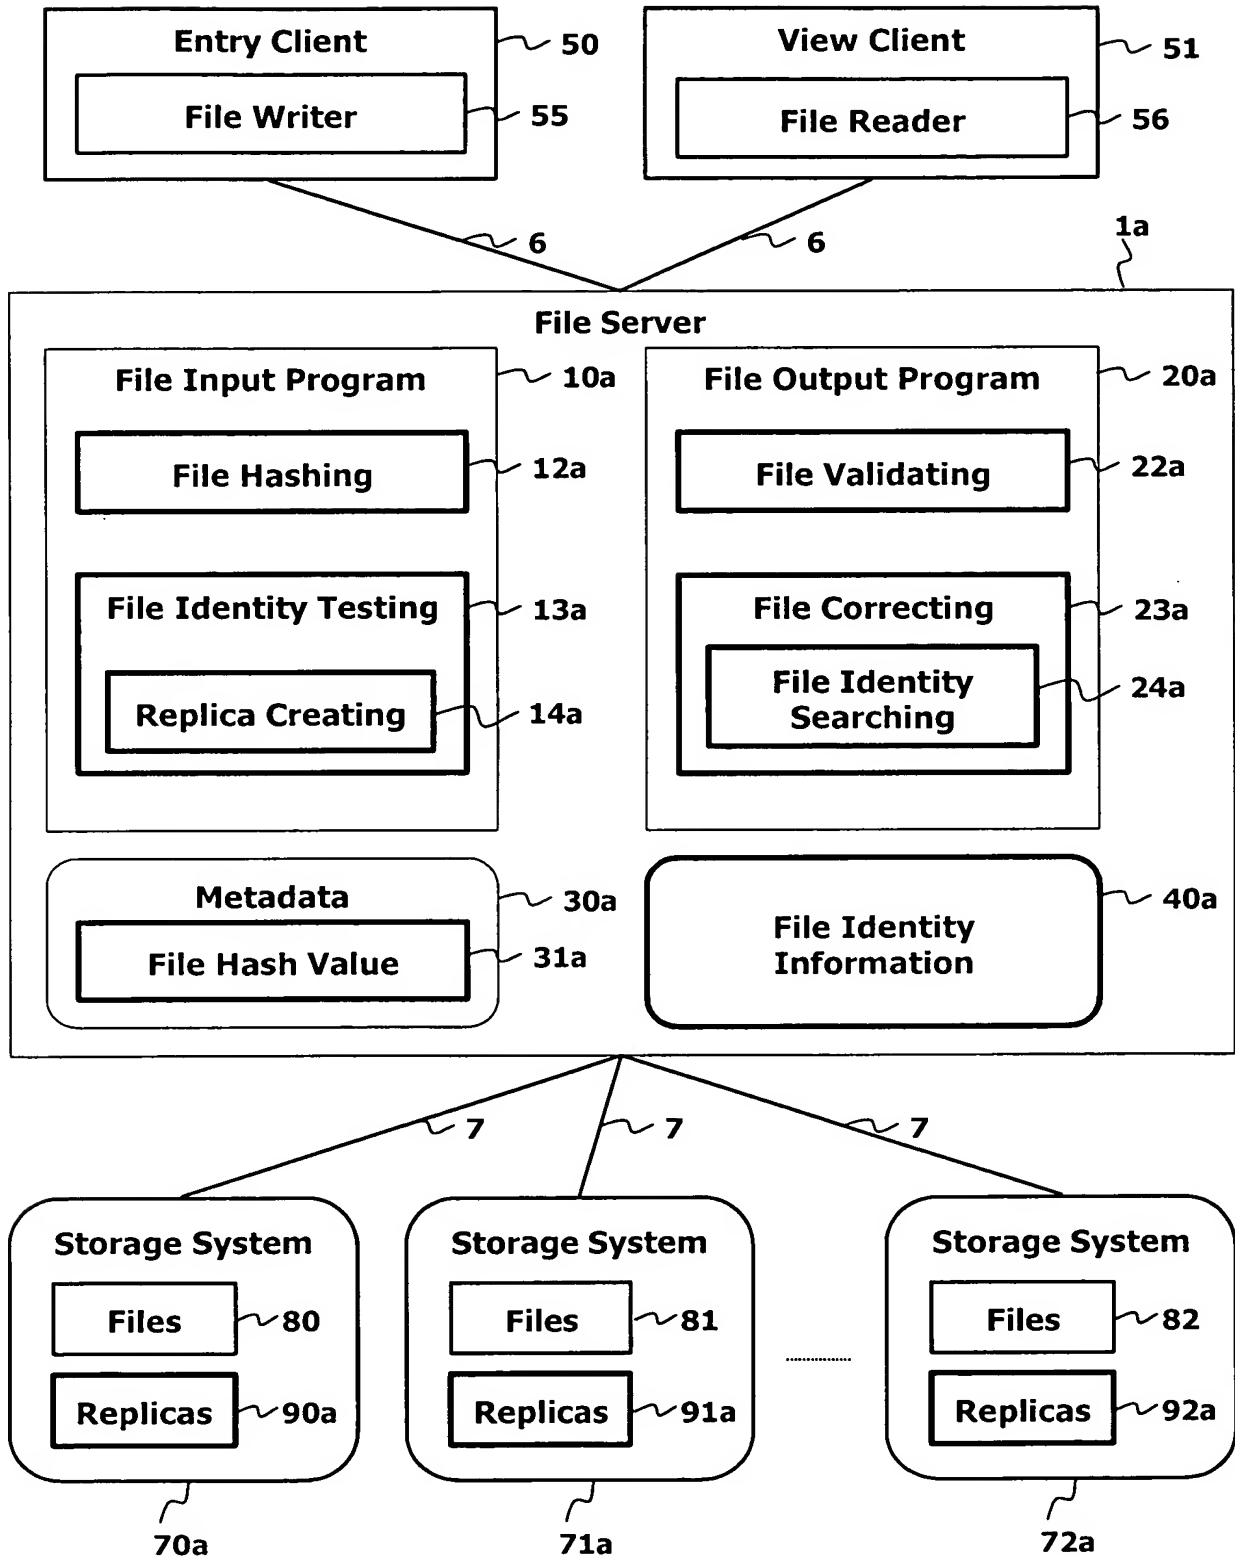 Entry Client
50
File Writer
55
View Client
51
File Reader
56
6
6
1a
File Server
File Input Program
10a
File Hashing
12a
File Identity Testing
13a
Replica Creating
14a
File Output Program
20a
File Validating
22a
File Correcting
23a
File Identity
Searching
24a
Metadata
30a
File Hash Value
31a
File Identity
Information
40a
7
7
7
Storage System
Files
80
Replicas
90a
70a
Storage System
Files
81
Replicas
91a
71a
Storage System
Files
82
Replicas
92a
72a